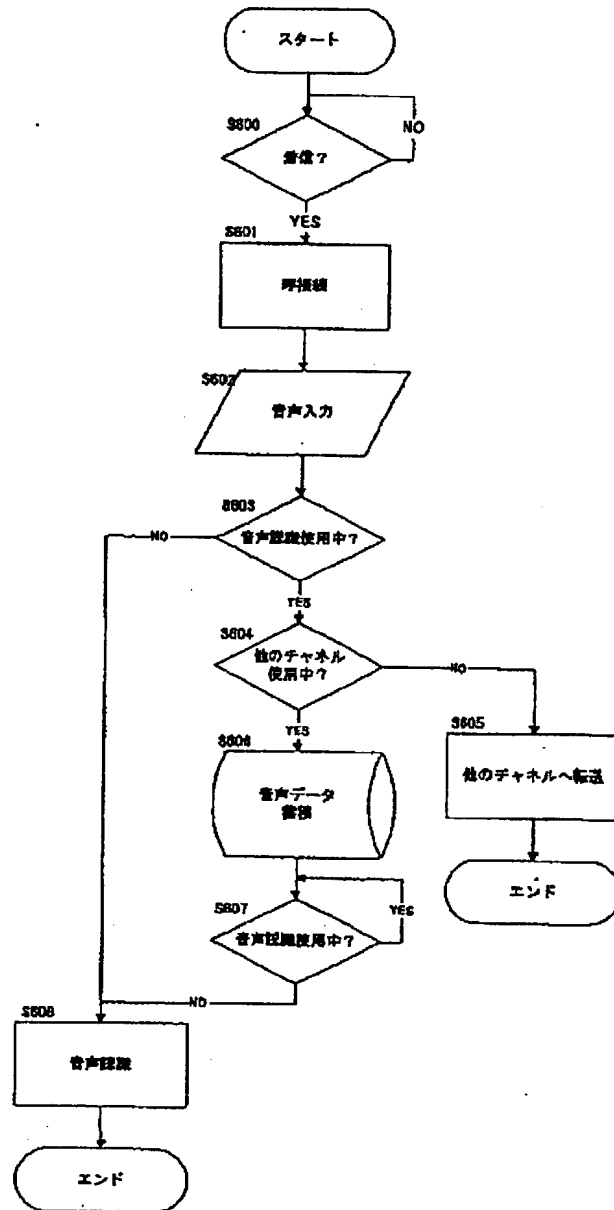 スタート
S600
着信?
NO
YES
S601
呼接続
S602
音声入力
S603
音声認識使用中?
NO
YES
S604
他のチャネル
使用中?
NO
YES
S605
他のチャネルへ転送
エンド
S606
音声データ
蓄積
S607
音声認識使用中?
YES
NO
S608
音声認識
エンド